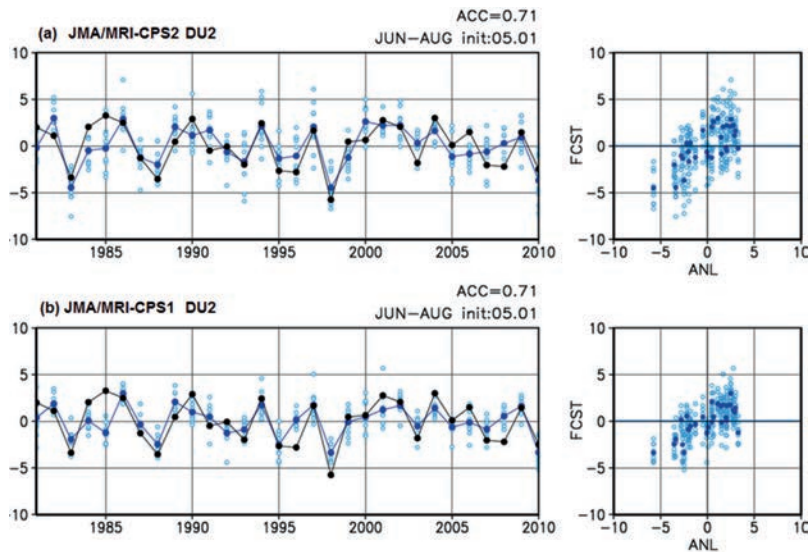 ACC=0.71
(a) JMA/MRI-CPS2 DU2
JUN-AUG init:05.01
10
5
0
-5
-10
1985 1990 1995 2000 2005 2010
10
5
0
-5
-10
FCST
-10 -5 0 5 10
ANL
ACC=0.71
(b) JMA/MRI-CPS1 DU2
JUN-AUG init:05.01
10
5
0
-5
-10
1985 1990 1995 2000 2005 2010
10
5
0
-5
-10
FCST
-10 -5 0 5 10
ANL